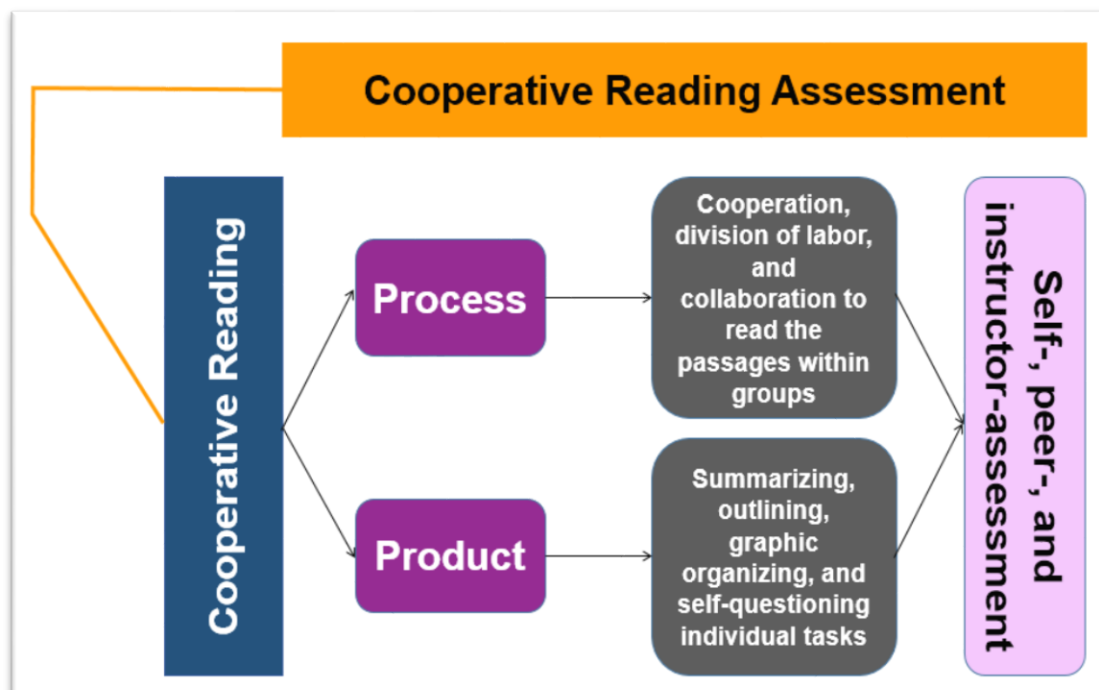 Cooperative Reading Assessment
Cooperative Reading
Process
Cooperation,
division of labor,
and
collaboration to
read the
passages within
groups
Product
Summarizing,
outlining,
graphic
organizing, and
self-questioning
individual tasks
Self-, peer-, and
instructor-assessment